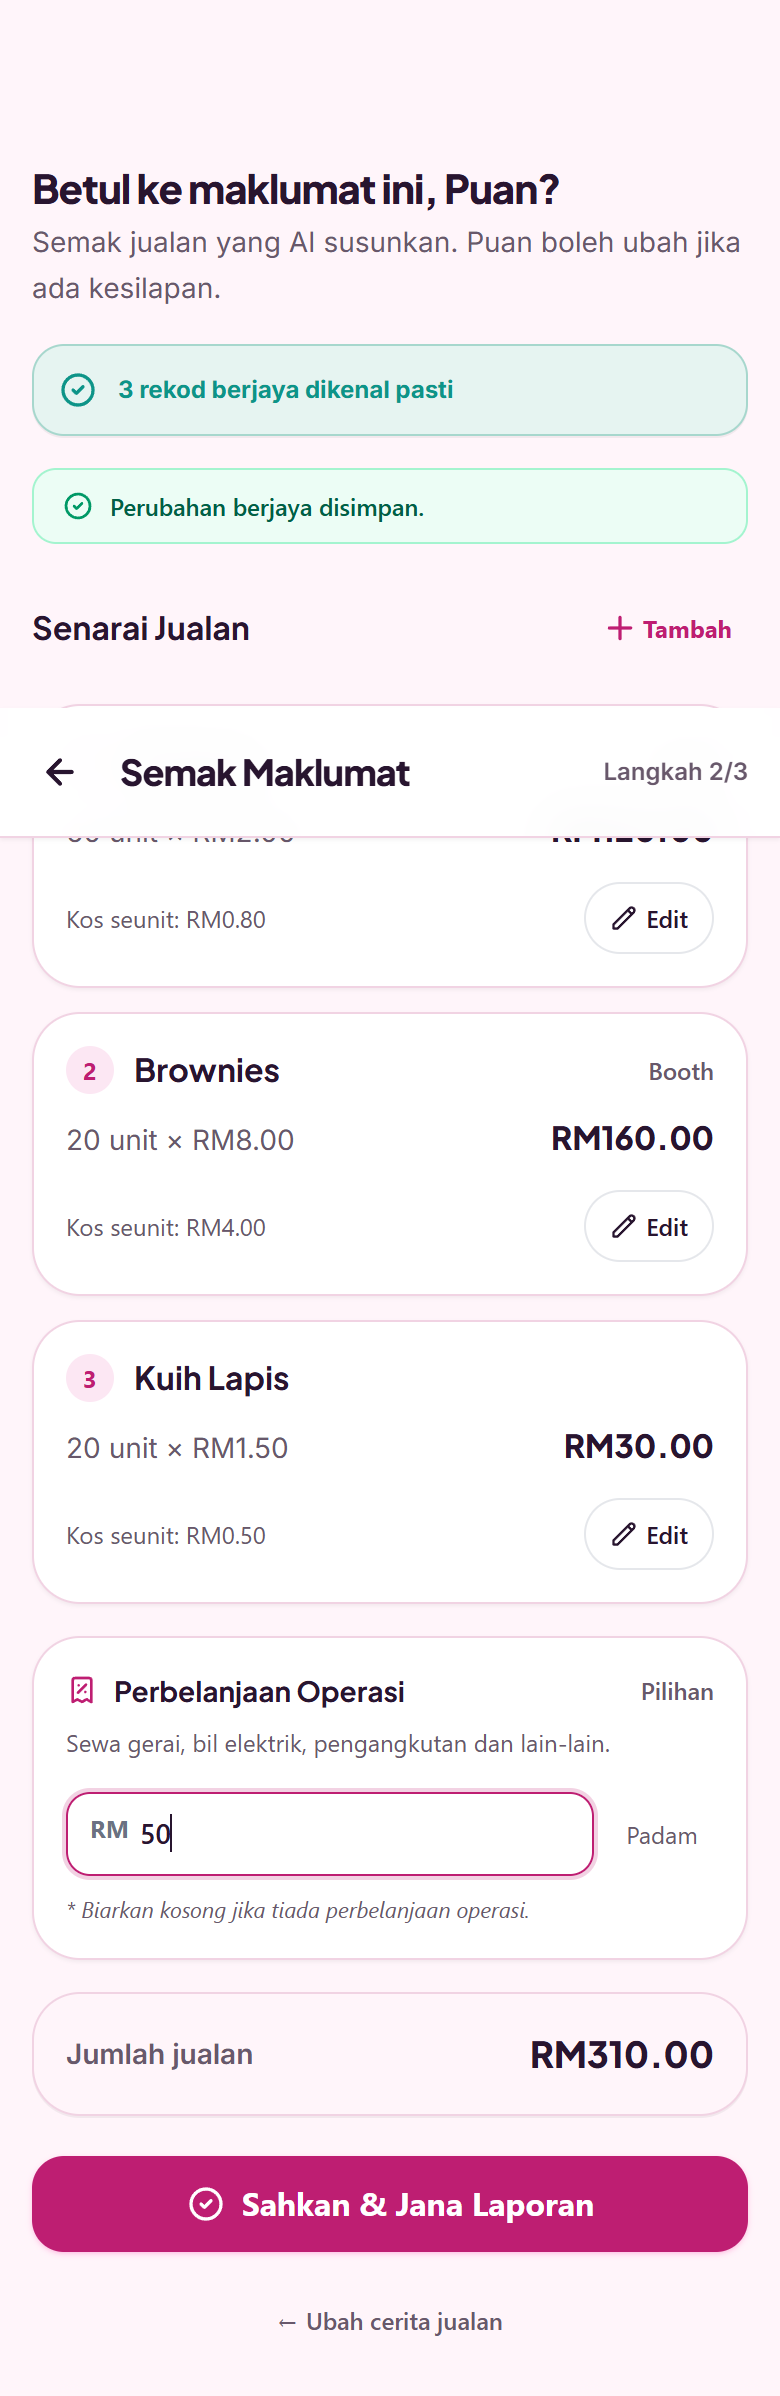 Betul ke maklumat ini, Puan?
Semak jualan yang AI susunkan. Puan boleh ubah jika
ada kesilapan.
3 rekod berjaya dikenal pasti
Perubahan berjaya disimpan.
Senarai Jualan
Tambah
Semak Maklumat
Langkah 2/3
Kos seunit: RM0.80
Edit
2 Brownies
Booth
20 unit × RM8.00
RM160.00
Kos seunit: RM4.00
Edit
3 Kuih Lapis
20 unit × RM1.50
RM30.00
Kos seunit: RM0.50
Edit
Perbelanjaan Operasi
Pilihan
Sewa gerai, bil elektrik, pengangkutan dan lain-lain.
RM 50
Padam
* Biarkan kosong jika tiada perbelanjaan operasi.
Jumlah jualan
RM310.00
Sahkan & Jana Laporan
← Ubah cerita jualan